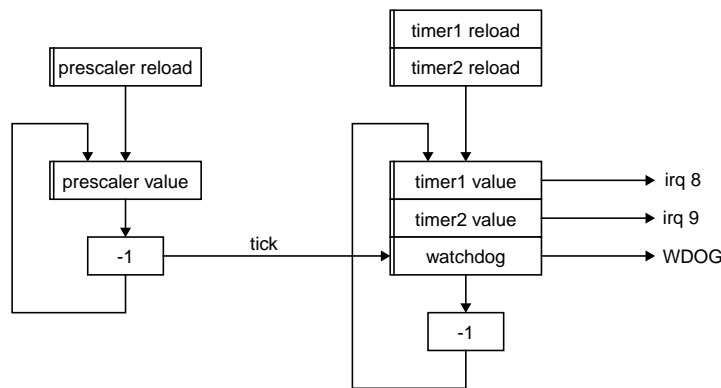 timer1 reload
prescaler reload
timer2 reload
prescaler value
timer1 value
irq 8
timer2 value
irq 9
-1
tick
watchdog
WDOG
-1